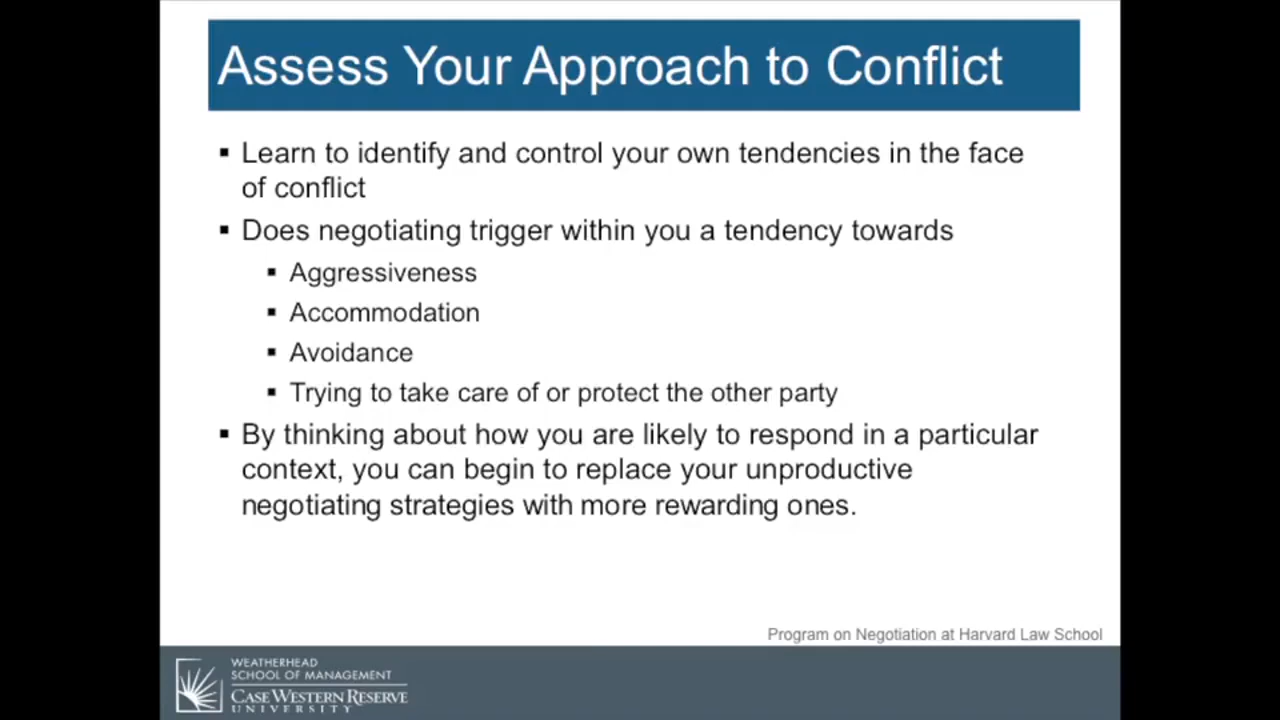 Assess Your Approach to Conflict
▪ Learn to identify and control your own tendencies in the face
of conflict
▪ Does negotiating trigger within you a tendency towards
▪ Aggressiveness
▪ Accommodation
▪ Avoidance
▪ Trying to take care of or protect the other party
▪ By thinking about how you are likely to respond in a particular
context, you can begin to replace your unproductive
negotiating strategies with more rewarding ones.
Program on Negotiation at Harvard Law School
WEATHERHEAD
SCHOOL OF MANAGEMENT
CASE WESTERN RESERVE
UNIVERSITY